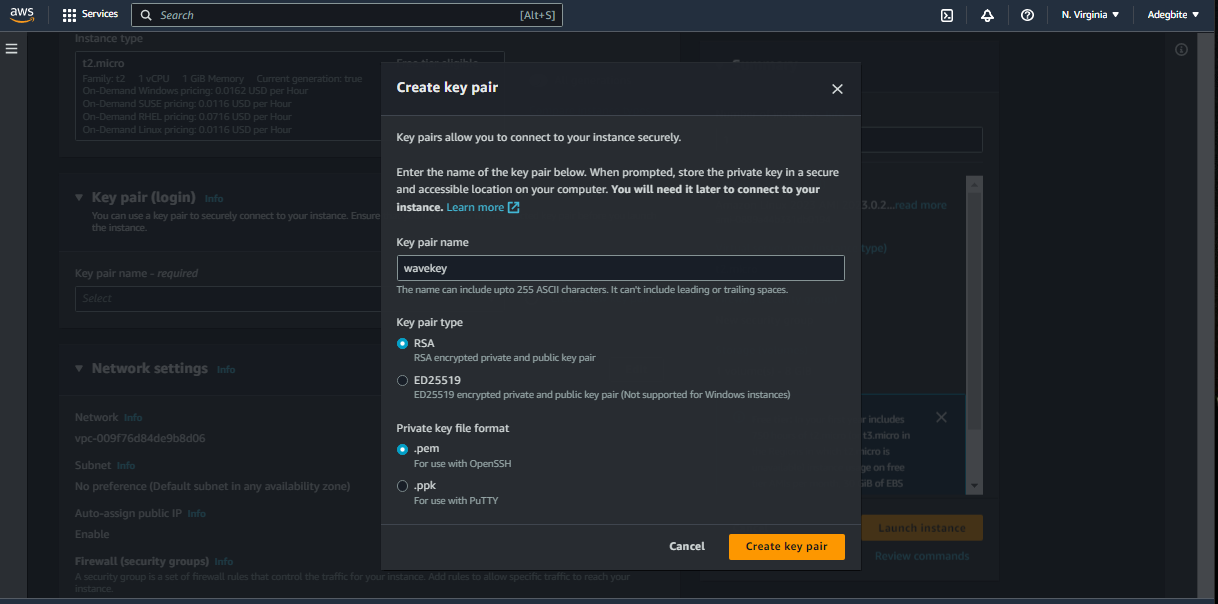 aws
Services
Search
[Alt+S]
N. Virginia
Adegbite
Instance type
t2.micro
Family: t2 1 vCPU 1 GiB Memory Current generation: true
On-Demand Windows pricing: 0.0162 USD per Hour
On-Demand SUSE pricing: 0.0116 USD per Hour
On-Demand RHEL pricing: 0.0716 USD per Hour
On-Demand Linux pricing: 0.0116 USD per Hour
Key pair (login) Info
You can use a key pair to securely connect to your instance. Ensure
the instance.
Key pair name - required
Select
Network settings Info
Network Info
vpc-009f76d84de9b8d06
Subnet Info
No preference (Default subnet in any availability zone)
Auto-assign public IP Info
Enable
Firewall (security groups) Info
A security group is a set of firewall rules that control the traffic for your instance. Add rules to allow specific traffic to reach your
instance.
Create key pair
Key pairs allow you to connect to your instance securely.
Enter the name of the key pair below. When prompted, store the private key in a secure
and accessible location on your computer. You will need it later to connect to your
instance. Learn more
Key pair name
wavekey
The name can include upto 255 ASCII characters. It can't include leading or trailing spaces.
Key pair type
RSA
RSA encrypted private and public key pair
ED25519
ED25519 encrypted private and public key pair (Not supported for Windows instances)
Private key file format
.pem
For use with OpenSSH
.ppk
For use with PuTTY
Cancel
Create key pair
3.0.2...read more
type)
includes
t3.micro in
micro is
ge on free
GiB of EBS
Launch instance
Review commands